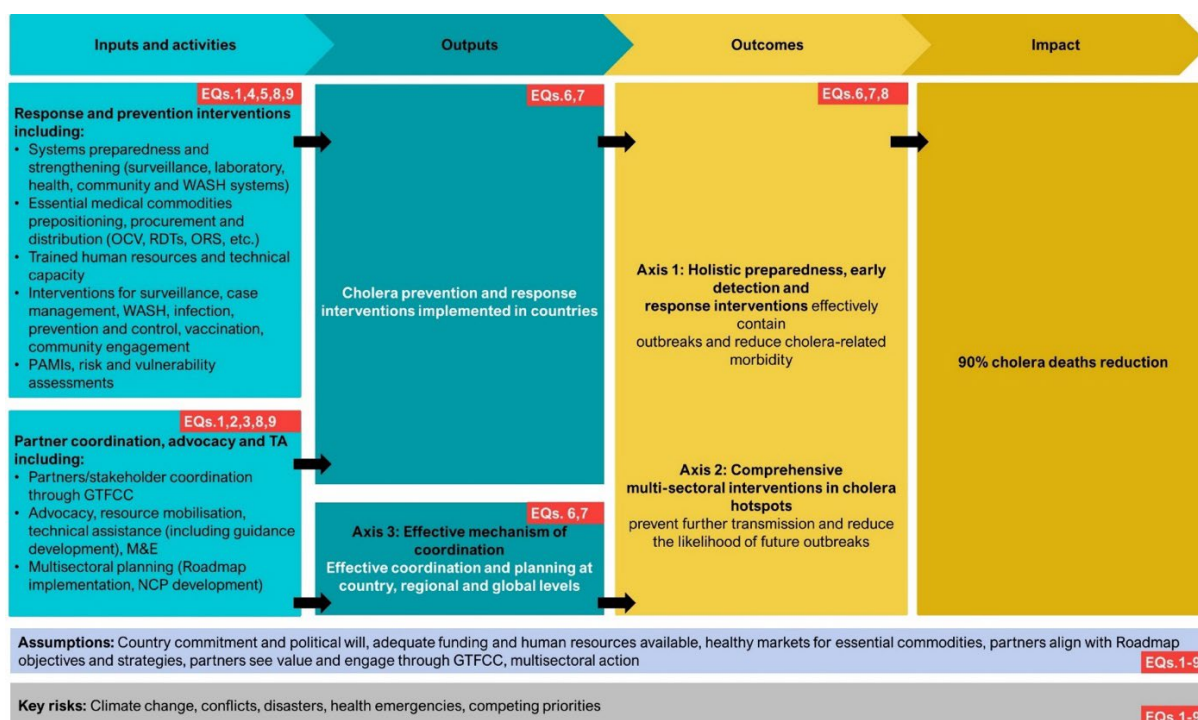 Inputs and activities
Outputs
Outcomes
Impact
EQs.1,4,5,8,9
Response and prevention interventions
including:
• Systems preparedness and
strengthening (surveillance, laboratory,
health, community and WASH systems)
• Essential medical commodities
prepositioning, procurement and
distribution (OCV, RDTs, ORS, etc.)
• Trained human resources and technical
capacity
• Interventions for surveillance, case
management, WASH, infection,
prevention and control, vaccination,
community engagement
• PAMIs, risk and vulnerability
assessments
EQs.1,2,3,8,9
Partner coordination, advocacy and TA
including:
• Partners/stakeholder coordination
through GTFCC
• Advocacy, resource mobilisation,
technical assistance (including guidance
development), M&E
• Multisectoral planning (Roadmap
implementation, NCP development)
EQs.6,7
Cholera prevention and response
interventions implemented in countries
EQs. 6,7
Axis 3: Effective mechanism of
coordination
Effective coordination and planning at
country, regional and global levels
EQs.6,7,8
Axis 1: Holistic preparedness, early
detection and
response interventions effectively
contain
outbreaks and reduce cholera-related
morbidity
Axis 2: Comprehensive
multi-sectoral interventions in cholera
hotspots
prevent further transmission and reduce
the likelihood of future outbreaks
90% cholera deaths reduction
Assumptions: Country commitment and political will, adequate funding and human resources available, healthy markets for essential commodities, partners align with Roadmap
objectives and strategies, partners see value and engage through GTFCC, multisectoral action
EQs.1-9
Key risks: Climate change, conflicts, disasters, health emergencies, competing priorities
EQs.1-9